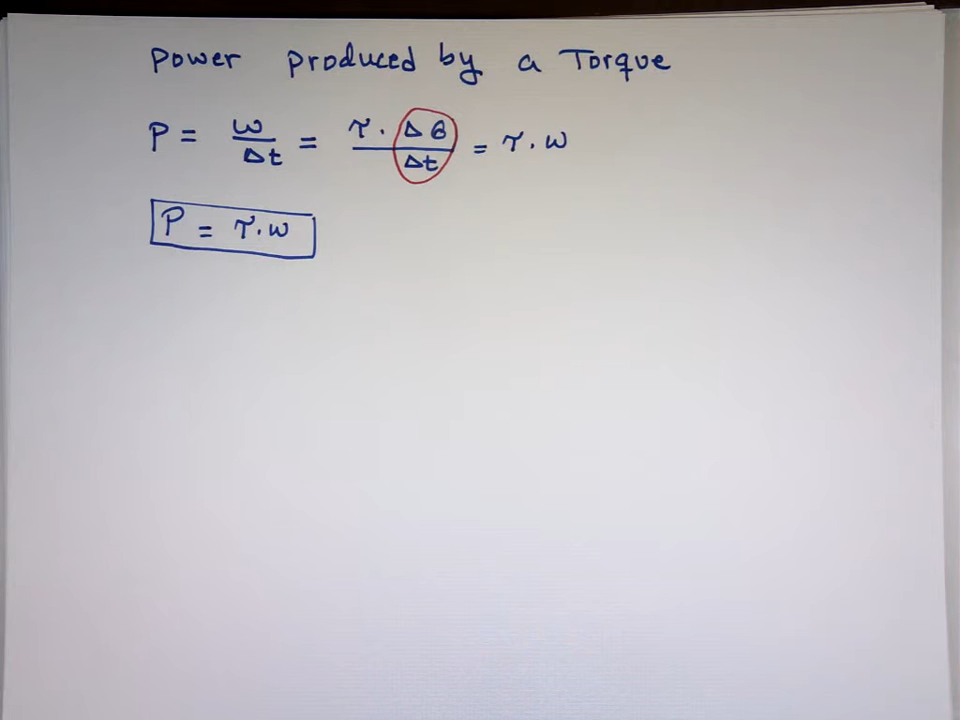 power produced by a Torque
P = W/Δt = τ · Δθ/Δt = τ · ω
P = τ · ω